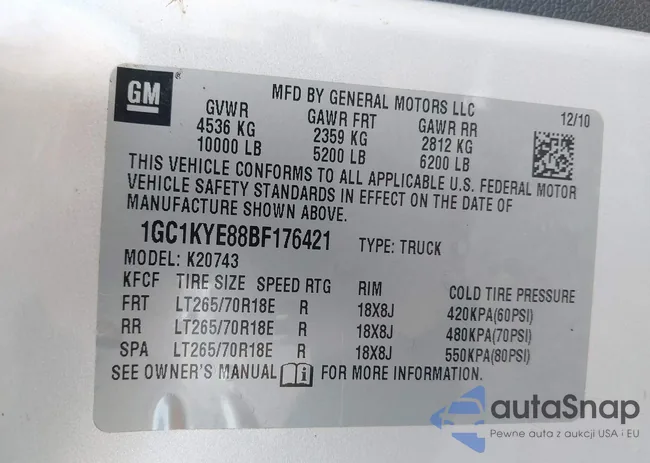 GM ®
MFD BY GENERAL MOTORS LLC
GVWR GAWR FRT GAWR RR 12/10
4536 KG 2359 KG 2812 KG
10000 LB 5200 LB 6200 LB
THIS VEHICLE CONFORMS TO ALL APPLICABLE U.S. FEDERAL MOTOR
VEHICLE SAFETY STANDARDS IN EFFECT ON THE DATE OF
MANUFACTURE SHOWN ABOVE.
1GC1KYE88BF176421 TYPE: TRUCK
MODEL: K20743
KFCF TIRE SIZE SPEED RTG RIM COLD TIRE PRESSURE
FRT LT265/70R18E R 18X8J 420KPA(60PSI)
RR LT265/70R18E R 18X8J 480KPA(70PSI)
SPA LT265/70R18E R 18X8J 550KPA(80PSI)
SEE OWNER'S MANUAL i FOR MORE INFORMATION.
autaSnap
Pewne auta z aukcji USA i EU